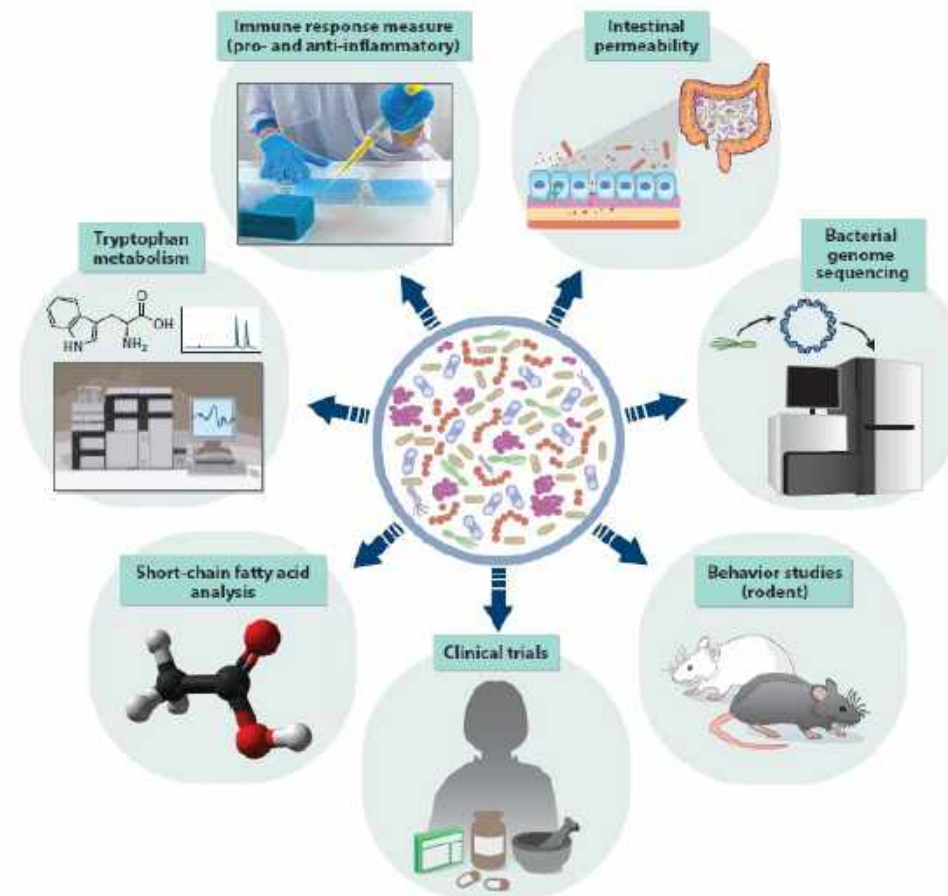 Immune response measure
(pro- and anti-inflammatory)
Intestinal
permeability
Tryptophan
metabolism
O
OH
NH₂
HN
Bacterial
genome
sequencing
Short-chain fatty acid
analysis
Clinical trials
Behavior studies
(rodent)